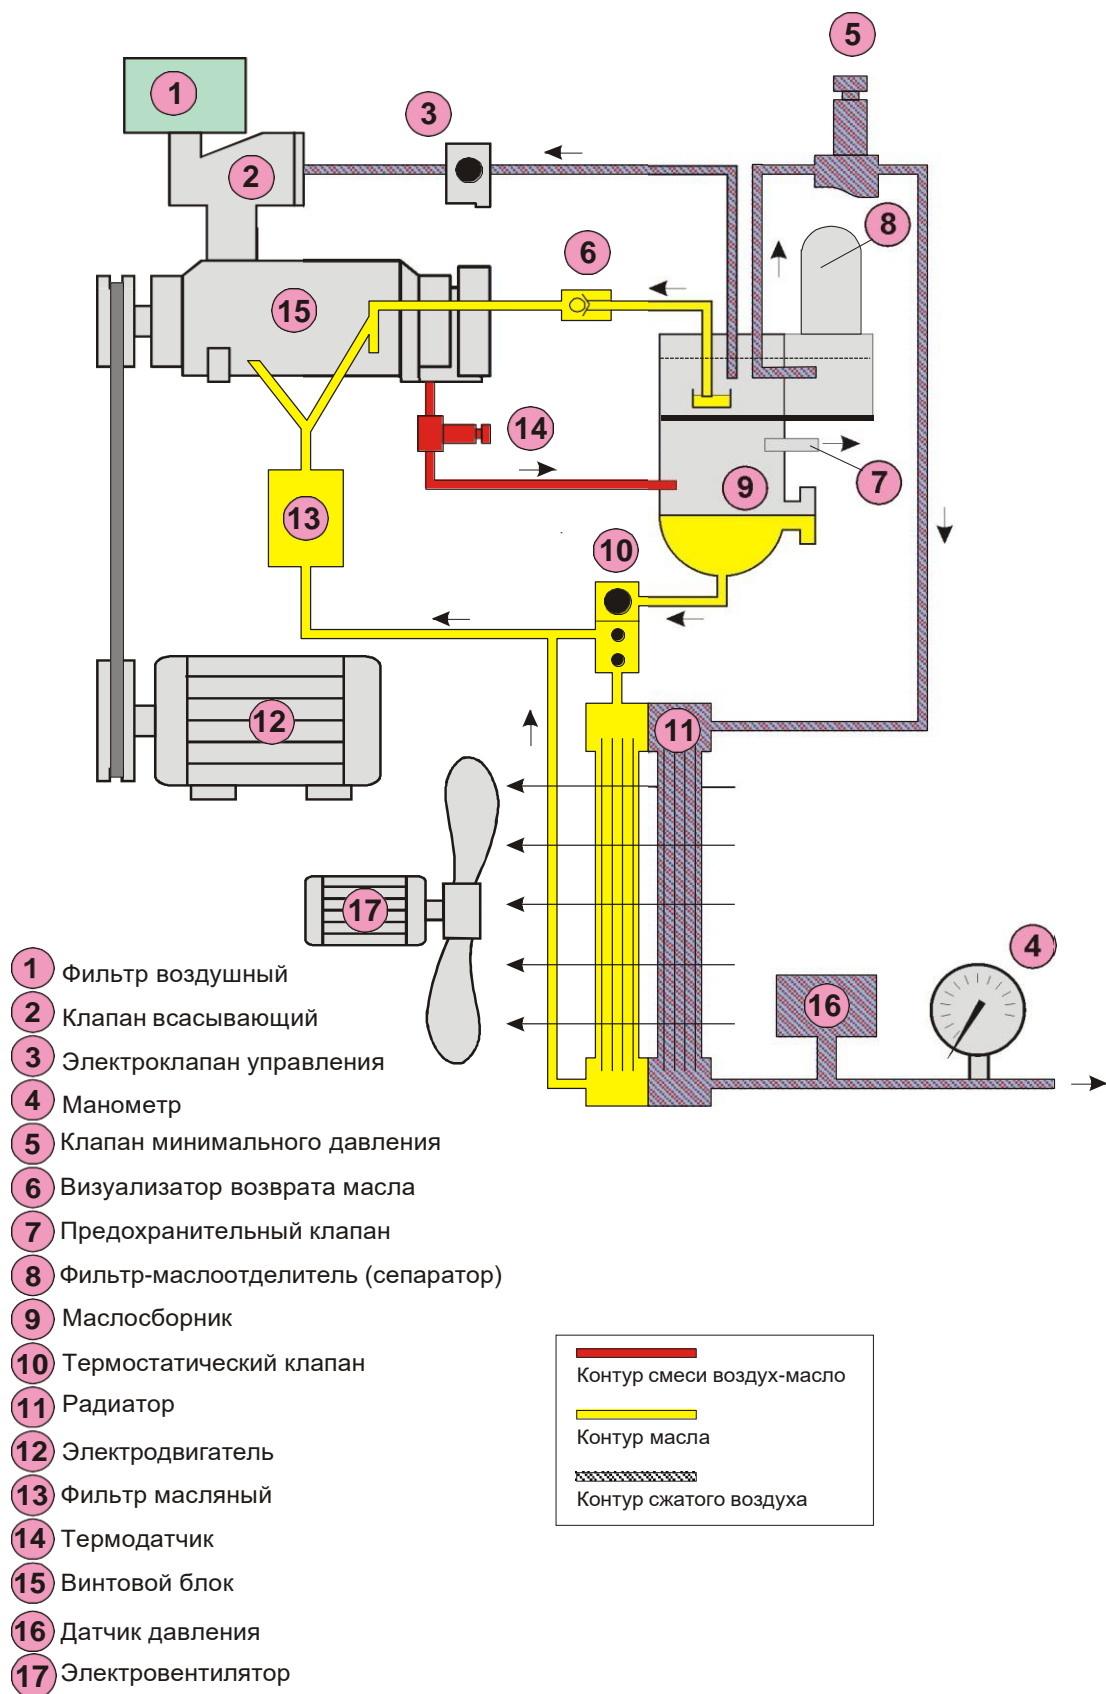 5
1
3
2
8
6
15
14
9
7
13
10
12
11
17
4
16
1 Фильтр воздушный
2 Клапан всасывающий
3 Электроклапан управления
4 Манометр
5 Клапан минимального давления
6 Визуализатор возврата масла
7 Предохранительный клапан
8 Фильтр-маслоотделитель (сепаратор)
9 Маслосборник
10 Термостатический клапан
11 Радиатор
12 Электродвигатель
13 Фильтр масляный
14 Термодатчик
15 Винтовой блок
16 Датчик давления
17 Электровентилятор
Контур смеси воздух-масло
Контур масла
Контур сжатого воздуха